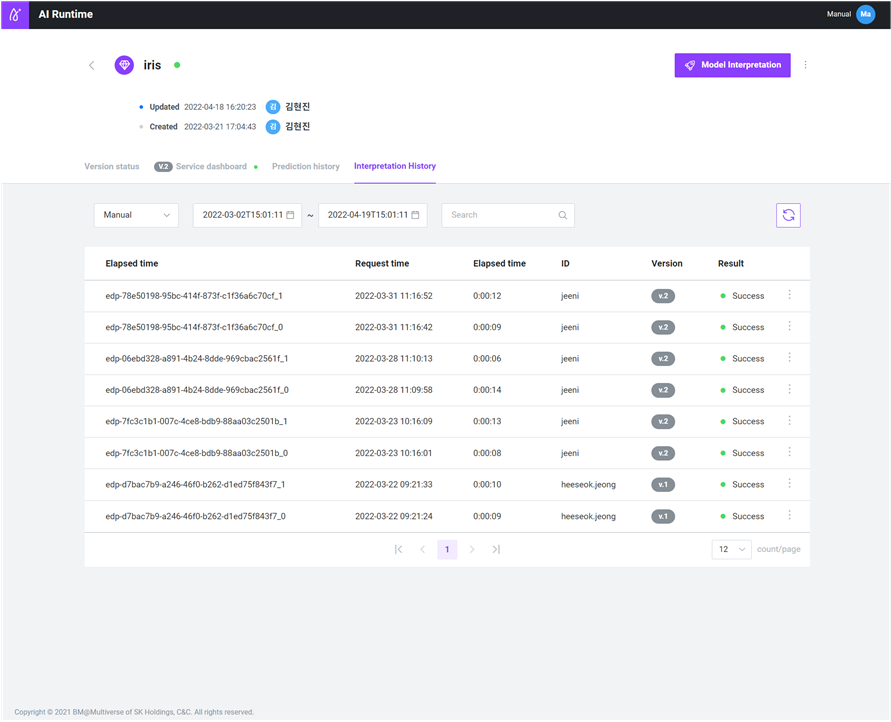 AI Runtime
Manual Ma
iris
Model Interpretation
Updated 2022-04-18 16:20:23 김 김현진
Created 2022-03-21 17:04:43 김 김현진
Version status V.2 Service dashboard Prediction history Interpretation History
Manual 2022-03-02T15:01:11 ~ 2022-04-19T15:01:11 Search
Elapsed time Request time Elapsed time ID Version Result
edp-78e50198-95bc-414f-873f-c1f36a6c70cf_1 2022-03-31 11:16:52 0:00:12 jeeni v.2 Success
edp-78e50198-95bc-414f-873f-c1f36a6c70cf_0 2022-03-31 11:16:42 0:00:09 jeeni v.2 Success
edp-06ebd328-a891-4b24-8dde-969cbac2561f_1 2022-03-28 11:10:13 0:00:06 jeeni v.2 Success
edp-06ebd328-a891-4b24-8dde-969cbac2561f_0 2022-03-28 11:09:58 0:00:14 jeeni v.2 Success
edp-7fc3c1b1-007c-4ce8-bdb9-88aa03c2501b_1 2022-03-23 10:16:09 0:00:13 jeeni v.2 Success
edp-7fc3c1b1-007c-4ce8-bdb9-88aa03c2501b_0 2022-03-23 10:16:01 0:00:08 jeeni v.2 Success
edp-d7bac7b9-a246-46f0-b262-d1ed75f843f7_1 2022-03-22 09:21:33 0:00:10 heeseok.jeong v.1 Success
edp-d7bac7b9-a246-46f0-b262-d1ed75f843f7_0 2022-03-22 09:21:24 0:00:09 heeseok.jeong v.1 Success
1 12 count/page
Copyright © 2021 BM@Multiverse of SK Holdings, C&C. All rights reserved.